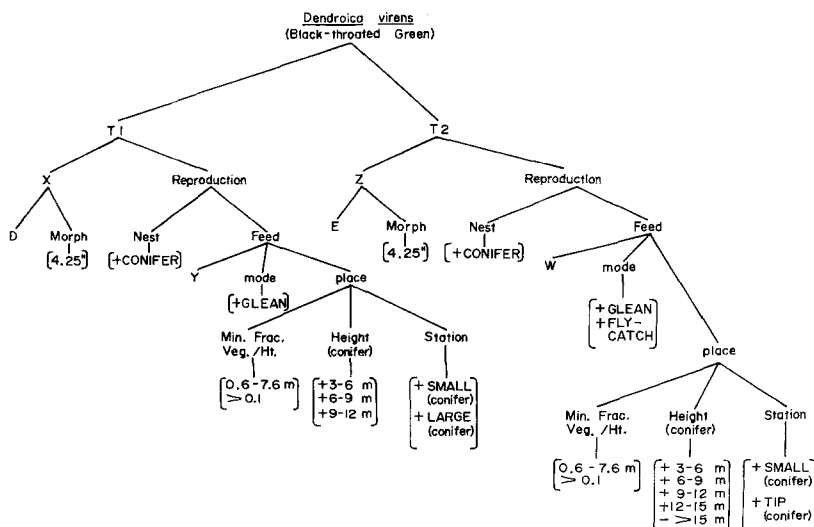 Dendroica virens
(Black-throated Green)
T1
T2
X
Reproduction
Z
Reproduction
D
Morph
[4.25"]
Nest
[+CONIFER]
Feed
E
Morph
[4.25"]
Nest
[+CONIFER]
Feed
Y
mode
[+GLEAN]
place
W
mode
[+GLEAN
+FLY-
CATCH]
place
Min. Frac.
Veg./Ht.
[0.6-7.6 m
≥0.1]
Height
(conifer)
[+3-6 m
+6-9 m
+9-12 m]
Station
[+SMALL
(conifer)
+LARGE
(conifer)]
Min. Frac.
Veg./Ht.
[0.6-7.6 m
≥0.1]
Height
(conifer)
[+ 3-6 m
+ 6-9 m
+ 9-12 m
+12-15 m
- ≥15 m]
Station
[+SMALL
(conifer)
+TIP
(conifer)]